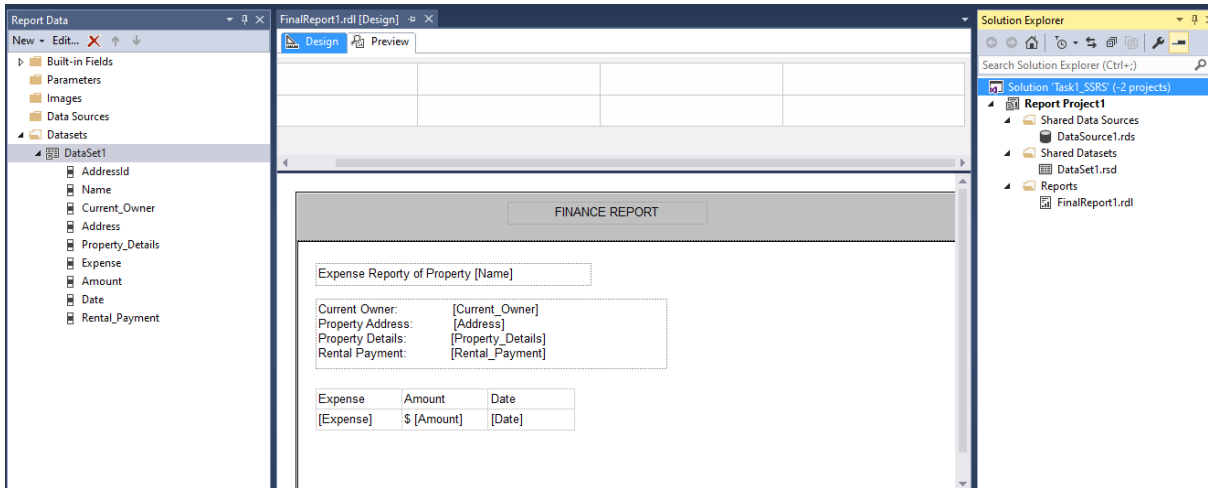 Report Data
New Edit...
Built-in Fields
Parameters
Images
Data Sources
Datasets
DataSet1
AddressId
Name
Current_Owner
Address
Property_Details
Expense
Amount
Date
Rental_Payment
FinalReport1.rdl [Design]
Design Preview
FINANCE REPORT
Expense Reporty of Property [Name]
Current Owner: [Current_Owner]
Property Address: [Address]
Property Details: [Property_Details]
Rental Payment: [Rental_Payment]
Expense Amount Date
[Expense] $ [Amount] [Date]
Solution Explorer
Search Solution Explorer (Ctrl+;)
Solution 'Task1_SSRS' (-2 projects)
Report Project1
Shared Data Sources
DataSource1.rds
Shared Datasets
DataSet1.rsd
Reports
FinalReport1.rdl